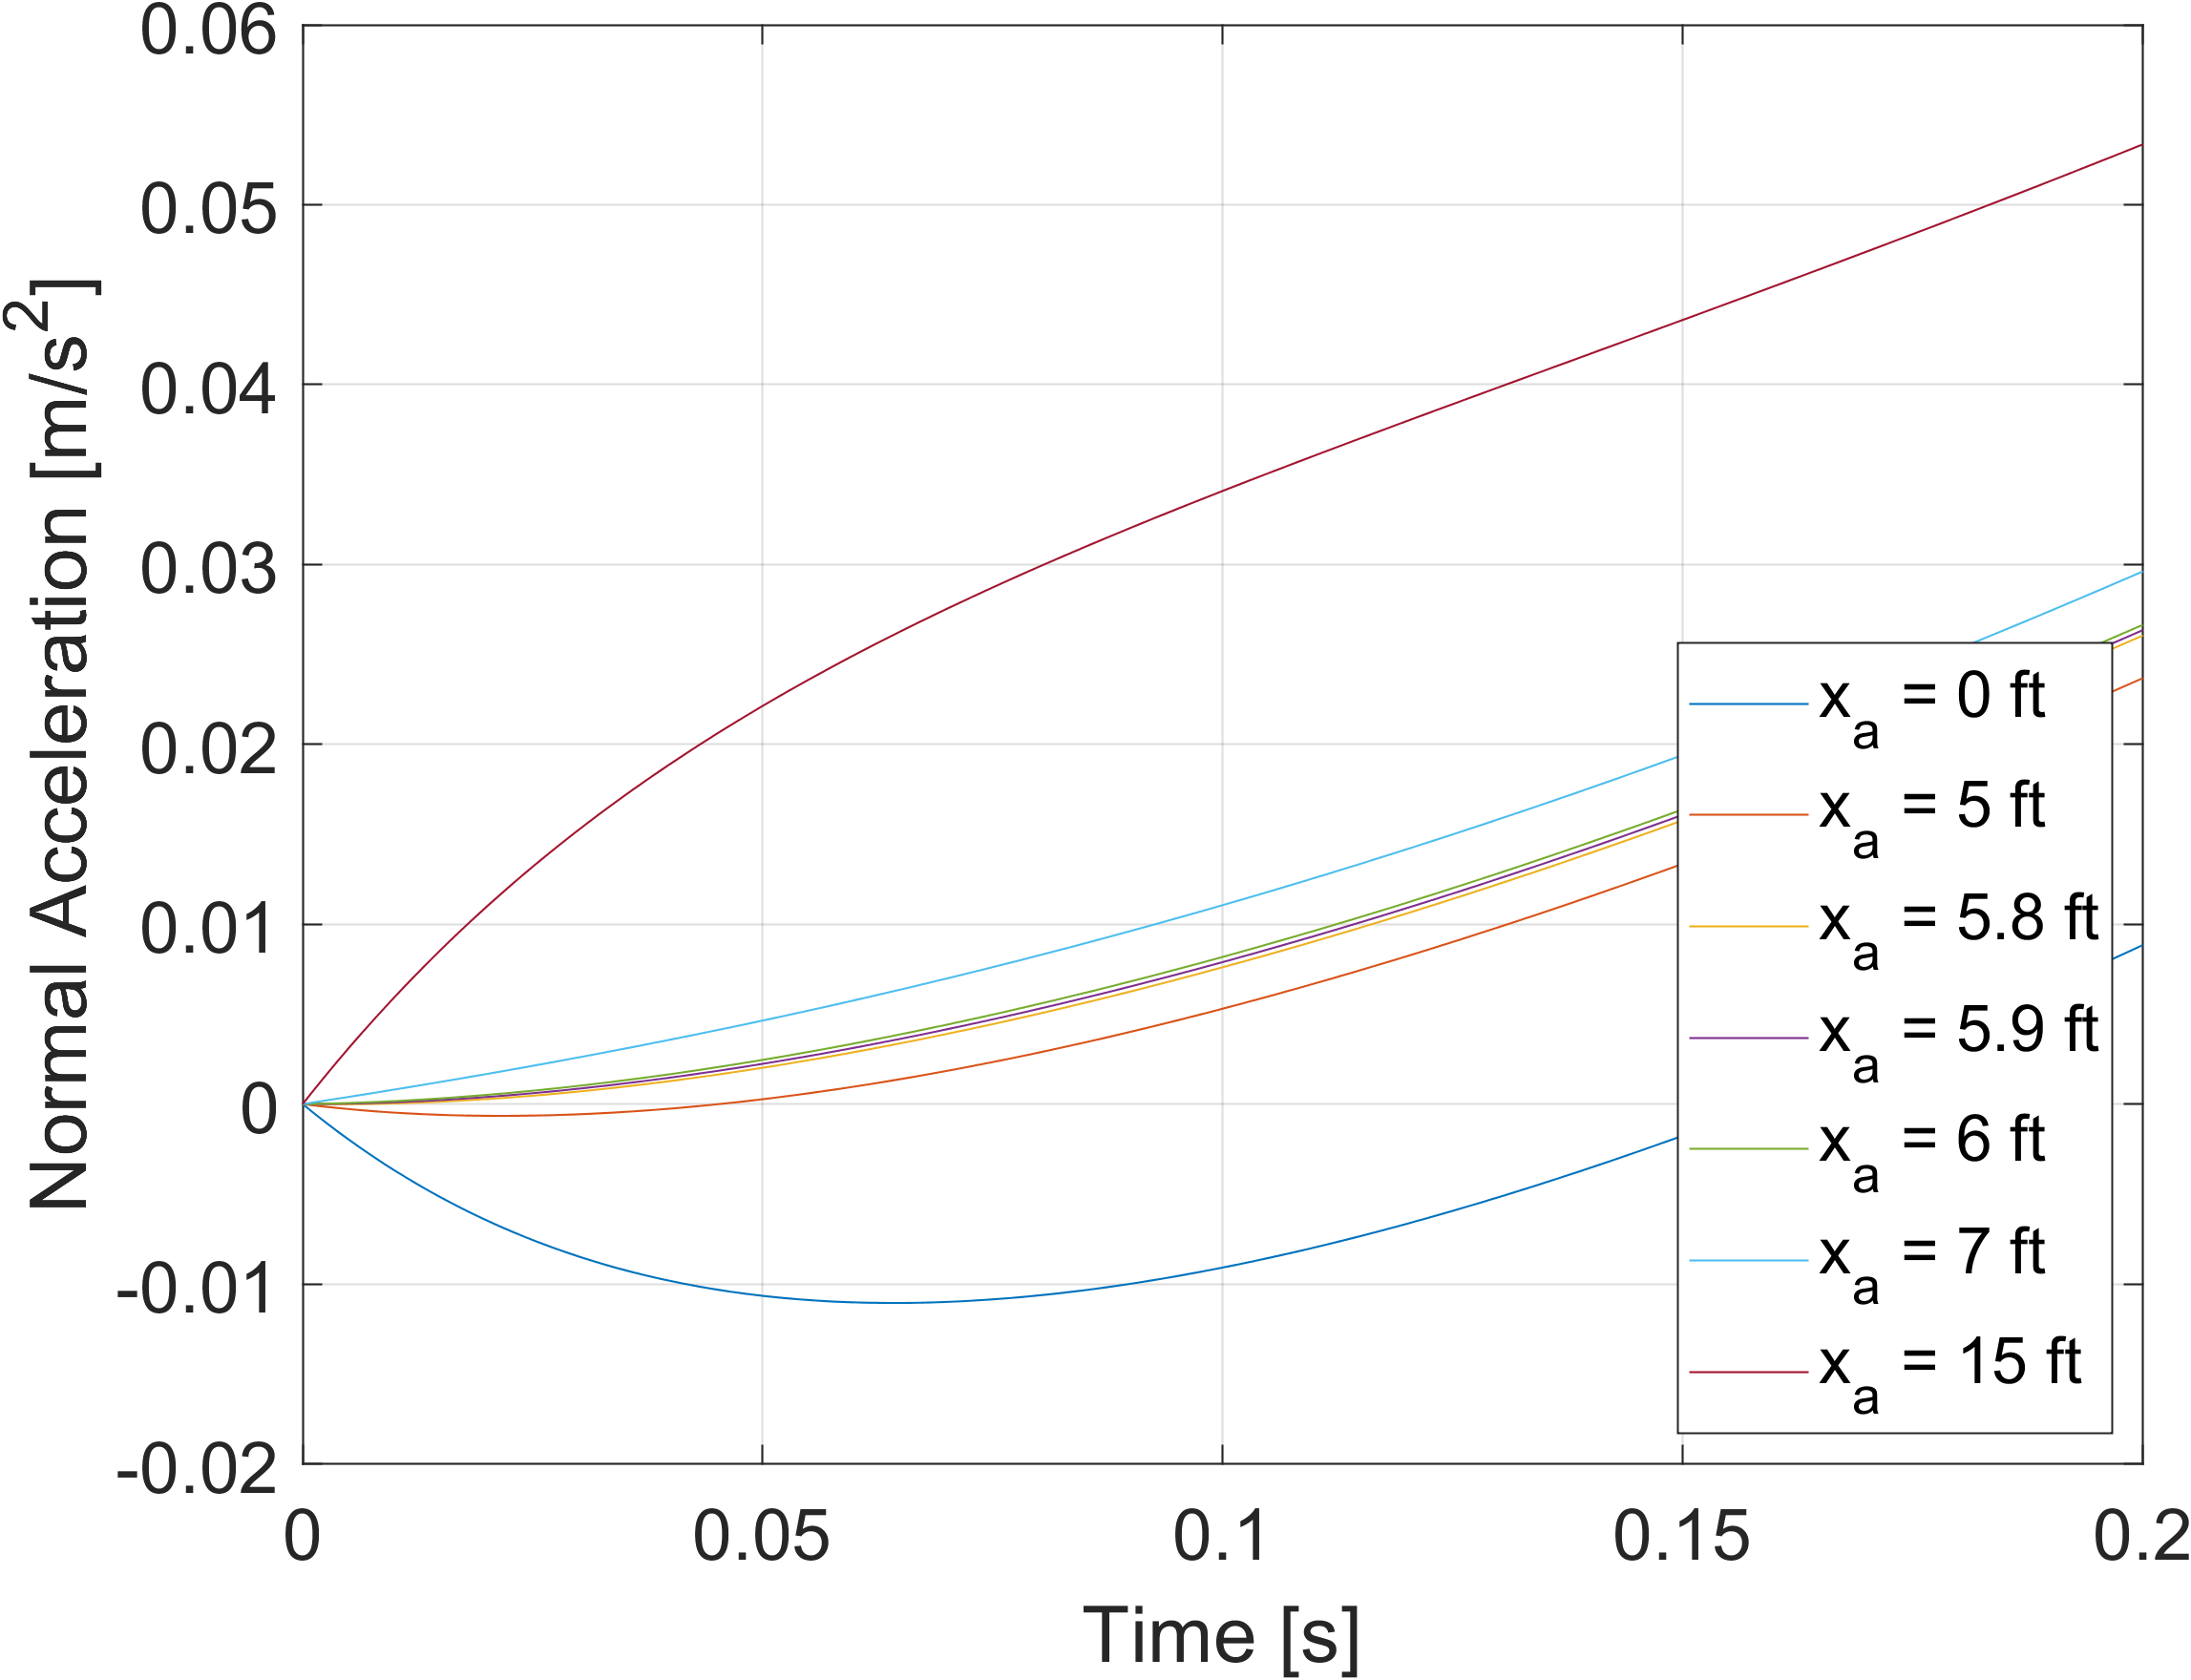 0.06
0.05
0.04
0.03
0.02
0.01
0
-0.01
-0.02
0
0.05
0.1
0.15
0.2
Normal Acceleration [m/s²]
Time [s]
xₐ = 0 ft
xₐ = 5 ft
xₐ = 5.8 ft
xₐ = 5.9 ft
xₐ = 6 ft
xₐ = 7 ft
xₐ = 15 ft